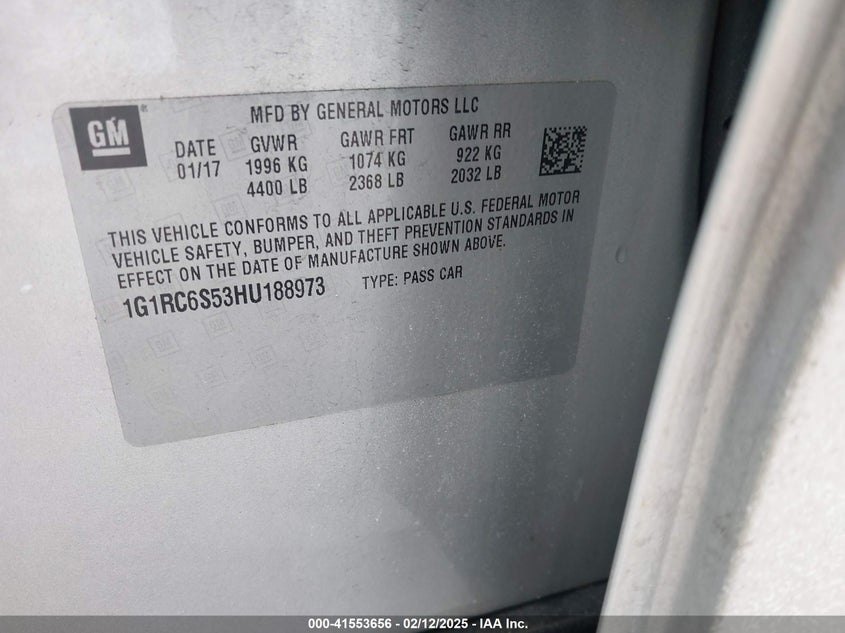 GM
MFD BY GENERAL MOTORS LLC
DATE GVWR GAWR FRT GAWR RR
01/17 1996 KG 1074 KG 922 KG
4400 LB 2368 LB 2032 LB
THIS VEHICLE CONFORMS TO ALL APPLICABLE U.S. FEDERAL MOTOR
VEHICLE SAFETY, BUMPER, AND THEFT PREVENTION STANDARDS IN
EFFECT ON THE DATE OF MANUFACTURE SHOWN ABOVE.
1G1RC6S53HU188973 TYPE: PASS CAR
000-41553656 - 02/12/2025 - IAA Inc.